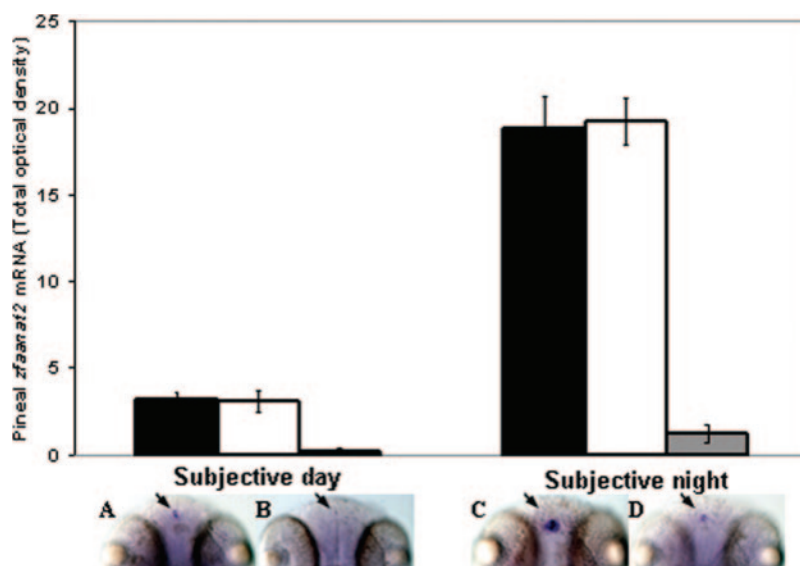 Pineal zfaanat2 mRNA (Total optical density)
25
20
15
10
5
0
Subjective day
Subjective night
A
B
C
D